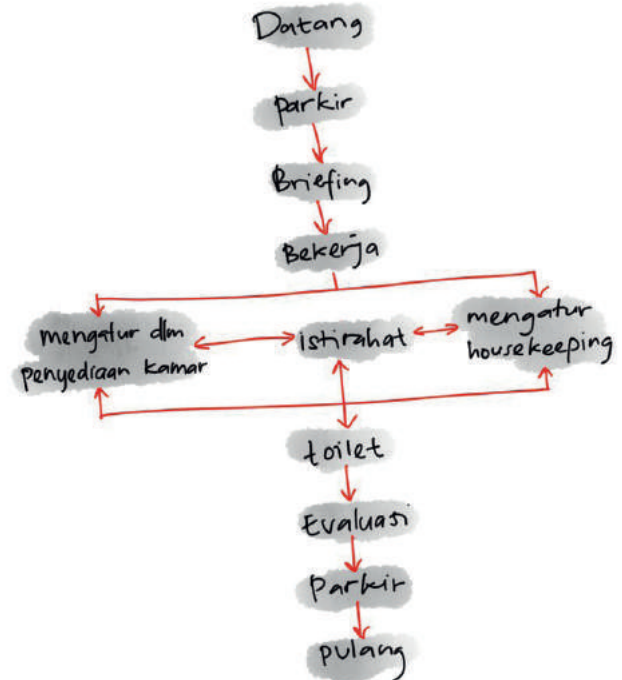 Datang
parkir
Briefing
Bekerja
mengatur dlm
penyediaan kamar
istirahat
mengatur
housekeeping
toilet
Evaluasi
Parkir
pulang